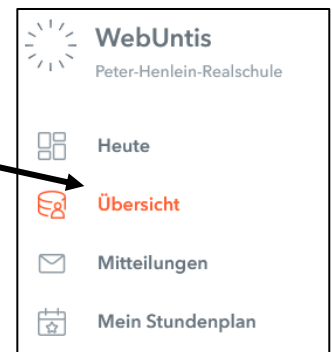 WebUntis
Peter-Henlein-Realschule
Heute
Übersicht
Mitteilungen
Mein Stundenplan